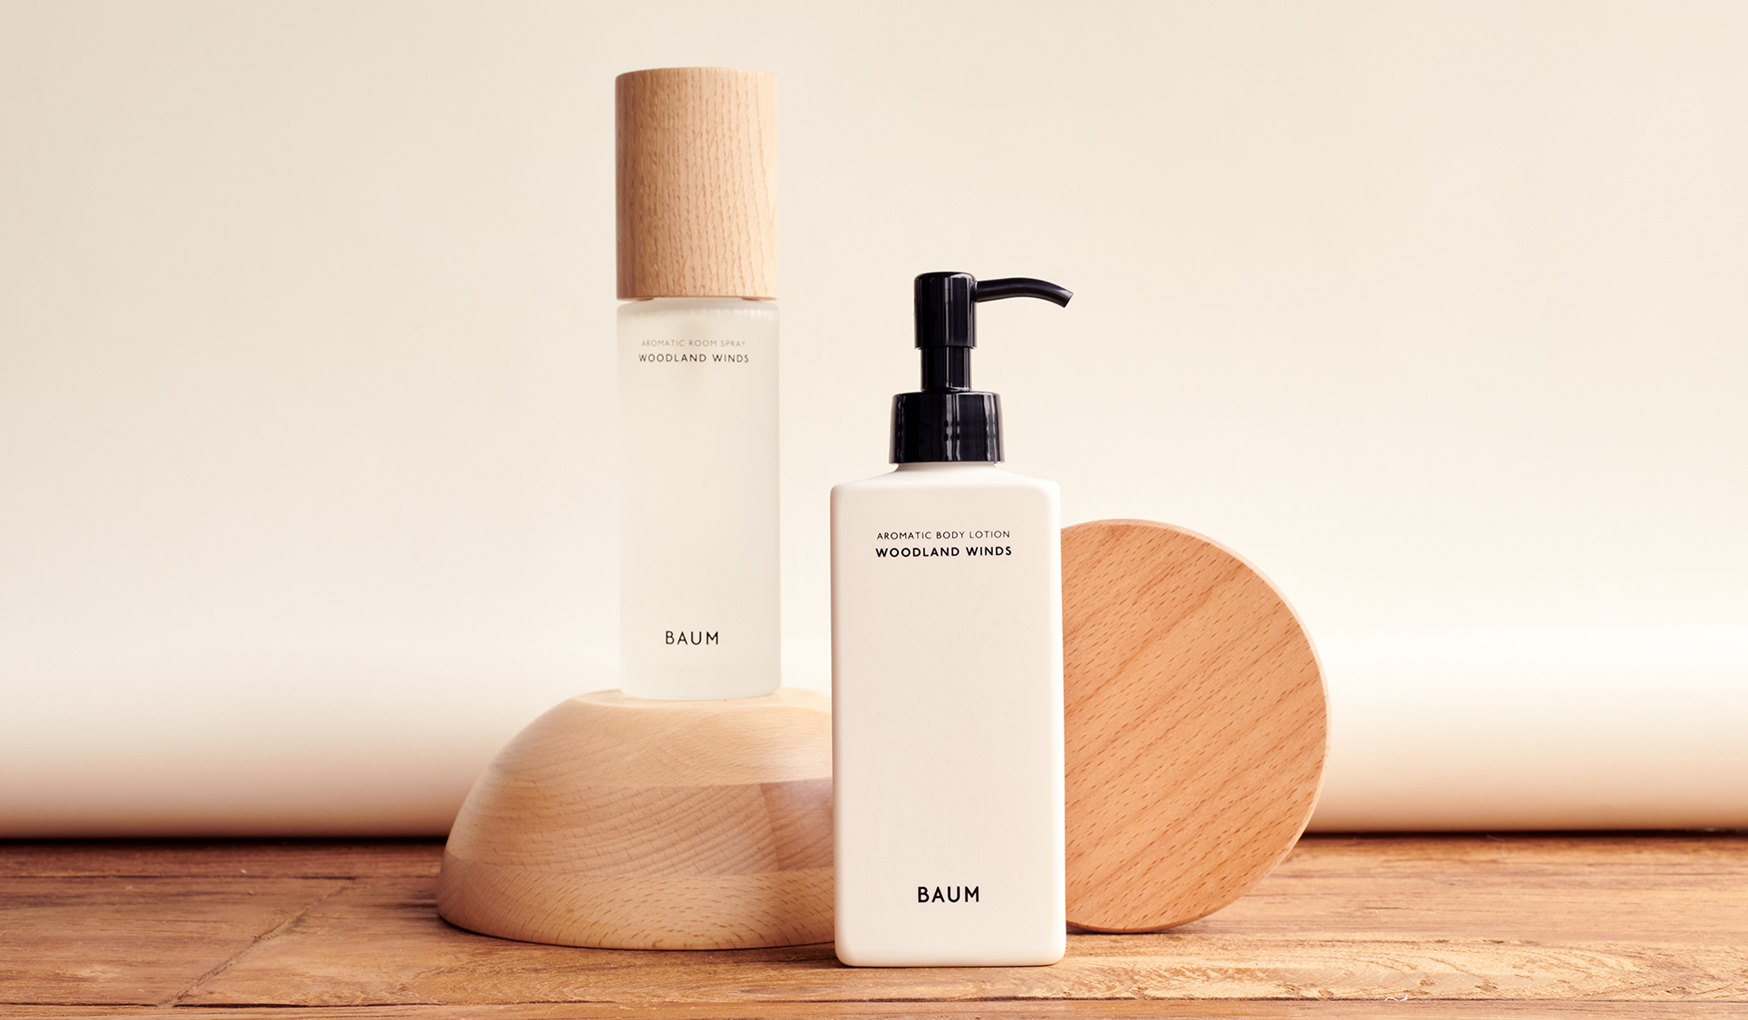 AROMATIC ROOM SPRAY
WOODLAND WINDS
BAUM
AROMATIC BODY LOTION
WOODLAND WINDS
BAUM